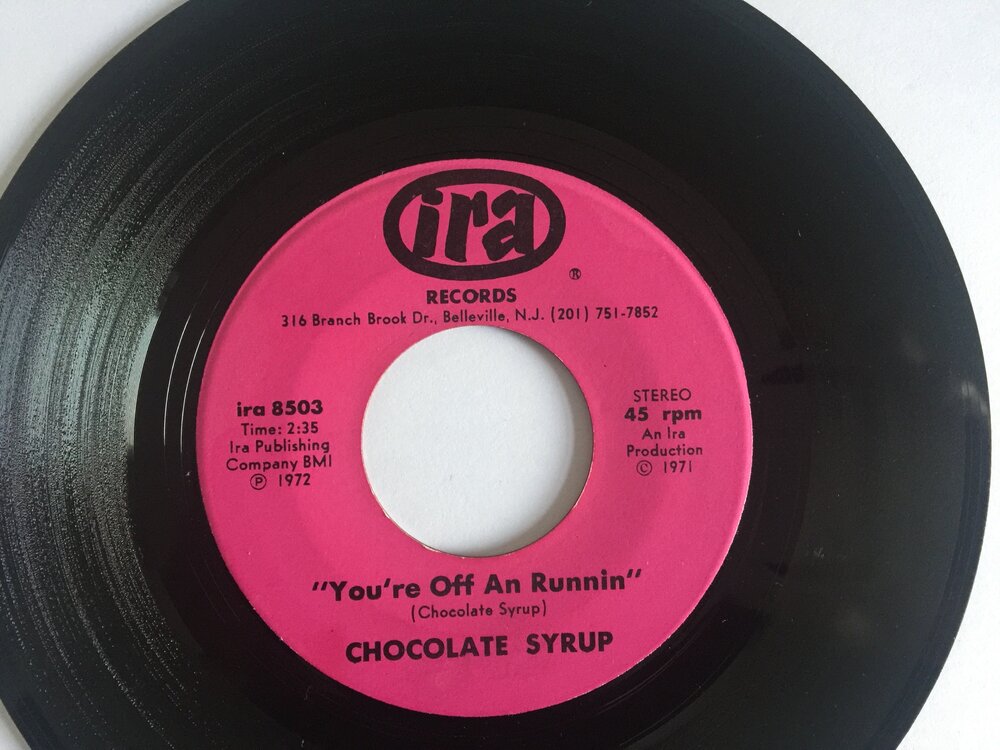 ira
®
RECORDS
316 Branch Brook Dr., Belleville, N.J. (201) 751-7852
ira 8503
Time: 2:35
Ira Publishing
Company BMI
℗ 1972
STEREO
45 rpm
An Ira
Production
© 1971
"You're Off An Runnin"
(Chocolate Syrup)
CHOCOLATE SYRUP